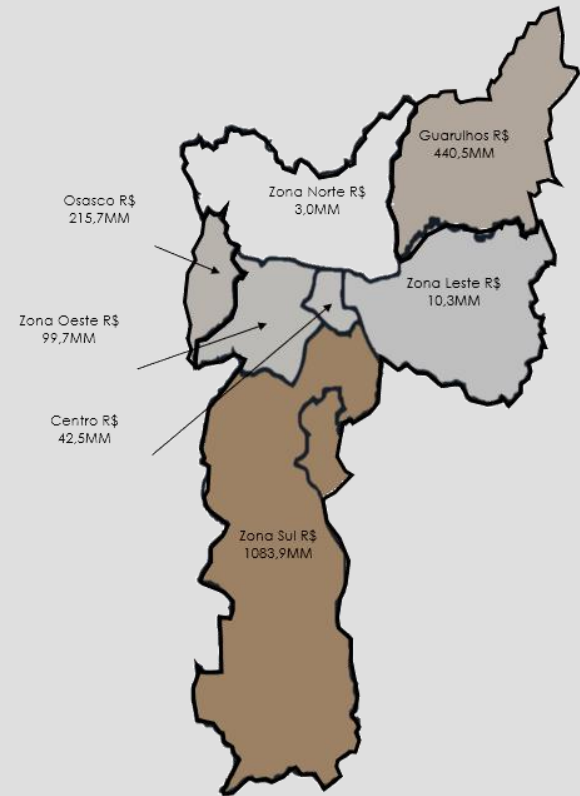 Guarulhos R$
440,5MM
Zona Norte R$
3,0MM
Osasco R$
215,7MM
Zona Leste R$
10,3MM
Zona Oeste R$
99,7MM
Centro R$
42,5MM
Zona Sul R$
1083,9MM